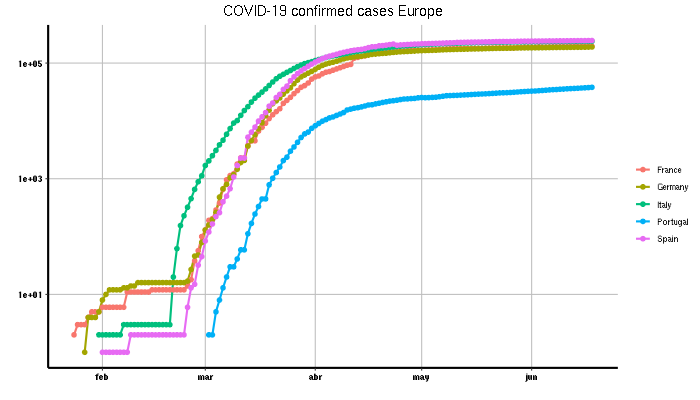 COVID-19 confirmed cases Europe
1e+05
1e+03
1e+01
feb mar abr may jun
France
Germany
Italy
Portugal
Spain